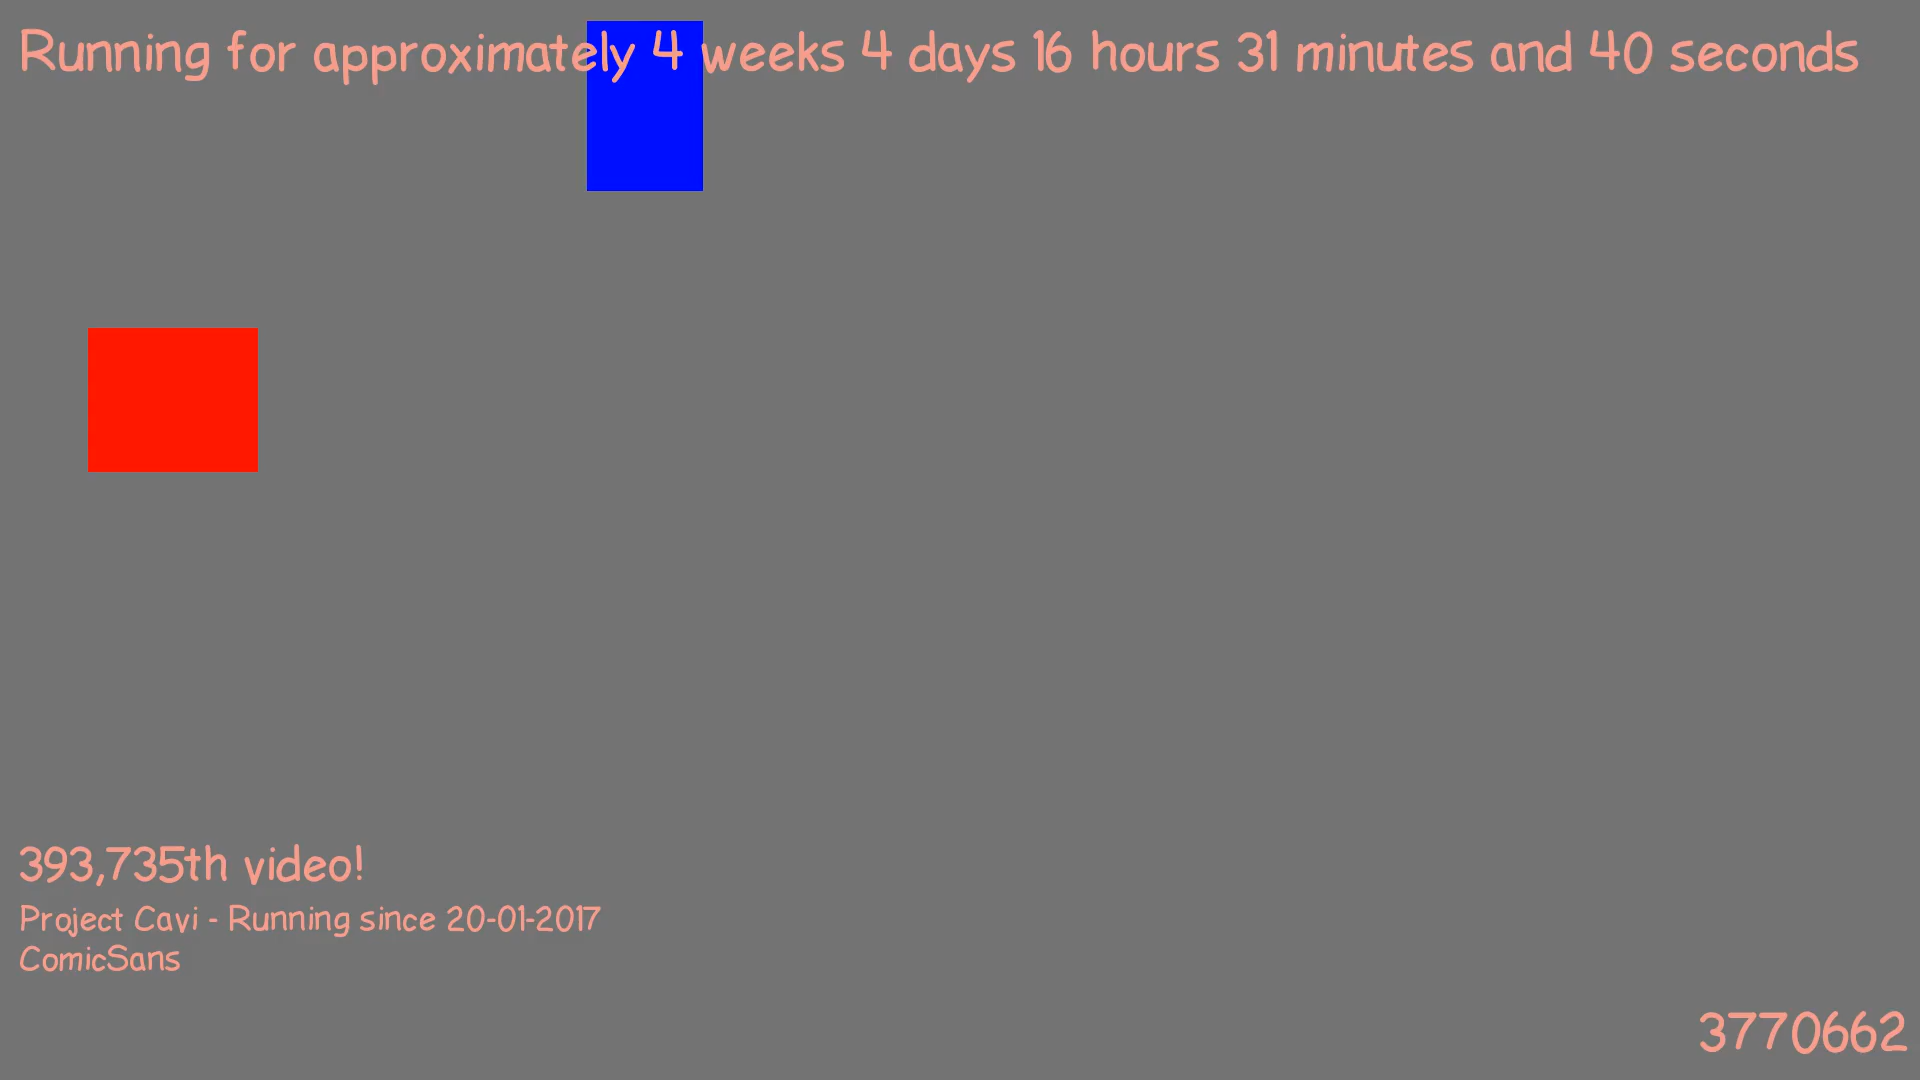 Running for approximately 4 weeks 4 days 16 hours 31 minutes and 40 seconds
393,735th video!
Project Cavi - Running since 20-01-2017
ComicSans
3770662